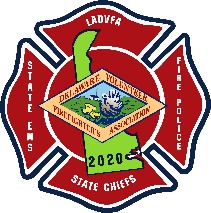 LADVFA
STATE EMS
FIRE POLICE
DELAWARE VOLUNTEER
FIREFIGHTER'S ASSOCIATION
2020
STATE CHIEFS